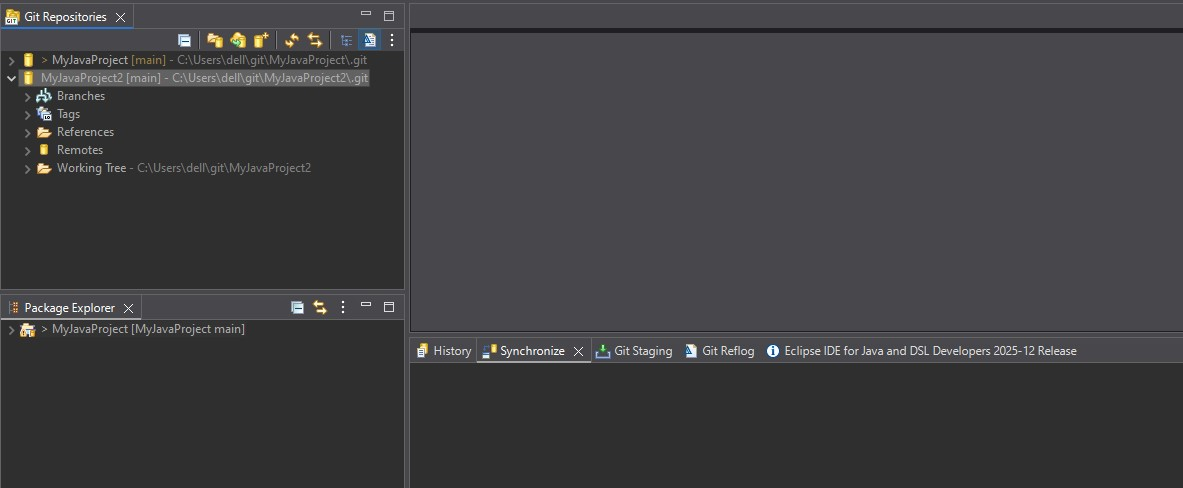 Git Repositories
> MyJavaProject [main] - C:\Users\dell\git\MyJavaProject\.git
MyJavaProject2 [main] - C:\Users\dell\git\MyJavaProject2\.git
Branches
Tags
References
Remotes
Working Tree - C:\Users\dell\git\MyJavaProject2
Package Explorer
> MyJavaProject [MyJavaProject main]
History Synchronize Git Staging Git Reflog Eclipse IDE for Java and DSL Developers 2025-12 Release